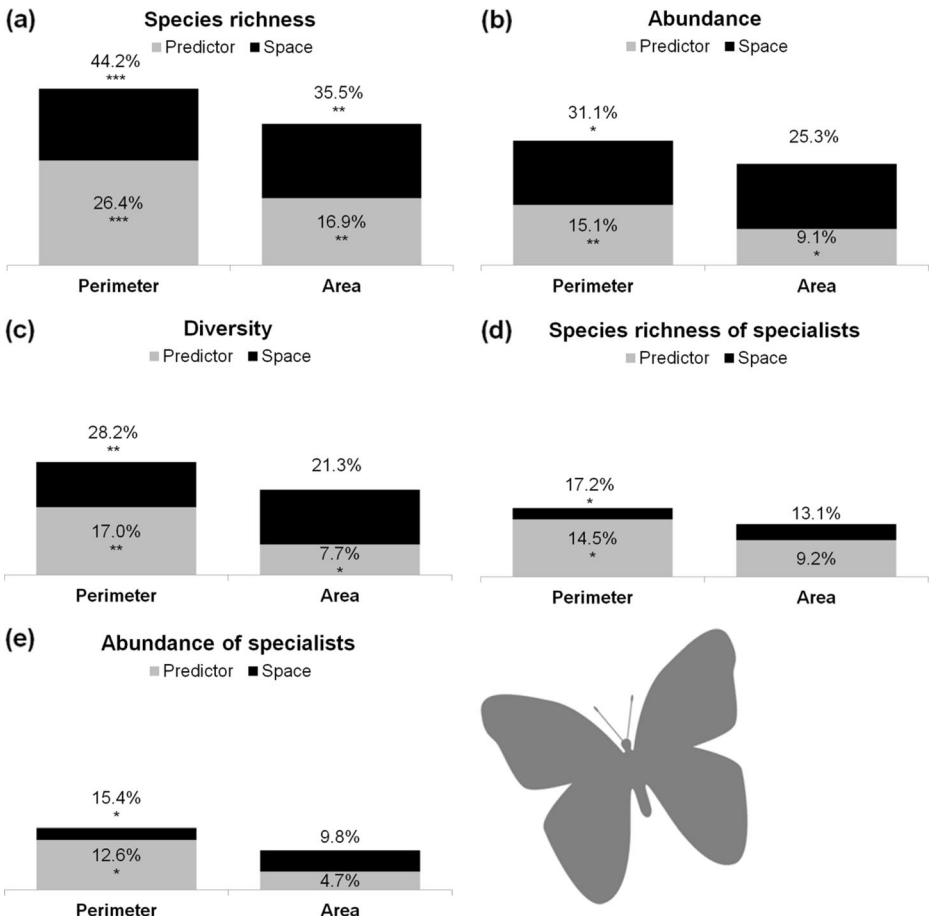 (a)
Species richness
Predictor Space
44.2%
***
35.5%
**
26.4%
***
16.9%
**
Perimeter Area
(b)
Abundance
Predictor Space
31.1%
*
25.3%
15.1%
**
9.1%
*
Perimeter Area
(c)
Diversity
Predictor Space
28.2%
**
21.3%
17.0%
**
7.7%
*
Perimeter Area
(d)
Species richness of specialists
Predictor Space
17.2%
*
13.1%
14.5%
*
9.2%
Perimeter Area
(e)
Abundance of specialists
Predictor Space
15.4%
*
9.8%
12.6%
*
4.7%
Perimeter Area